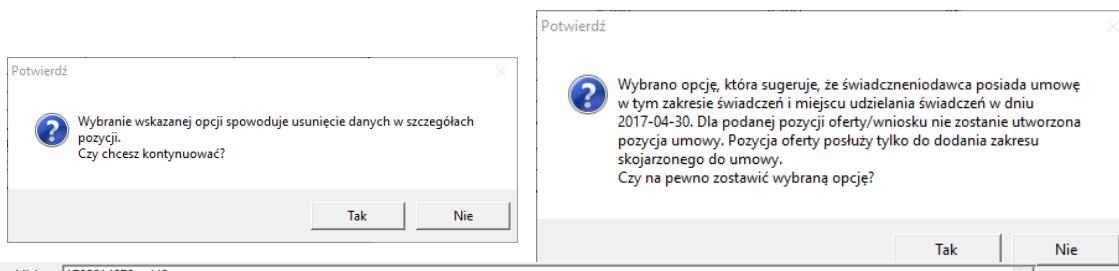 Potwierdź
Wybranie wskazanej opcji spowoduje usunięcie danych w szczegółach
pozycji.
Czy chcesz kontynuować?
Tak
Nie
Potwierdź
Wybrano opcję, która sugeruje, że świadczneniodawca posiada umowę
w tym zakresie świadczeń i miejscu udzielania świadczeń w dniu
2017-04-30. Dla podanej pozycji oferty/wniosku nie zostanie utworzona
pozycja umowy. Pozycja oferty posłuży tylko do dodania zakresu
skojarzonego do umowy.
Czy na pewno zostawić wybraną opcję?
Tak
Nie